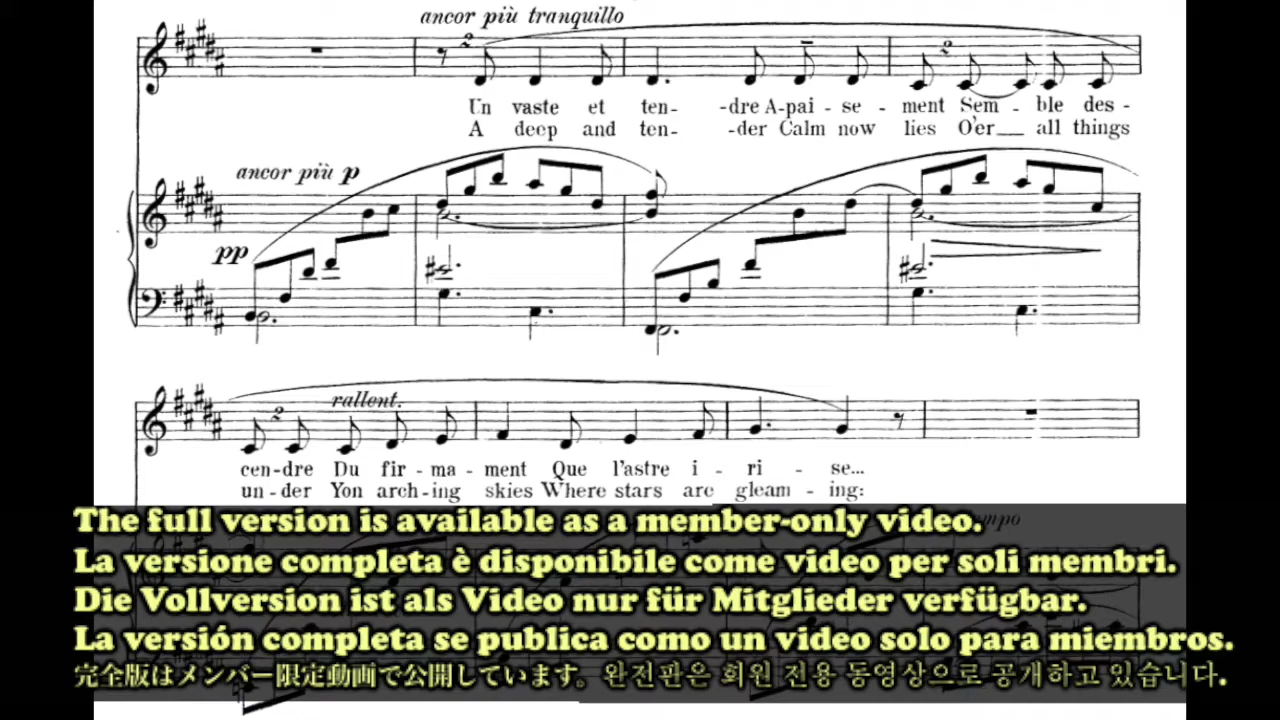 ancor più tranquillo
2 2
Un vaste et ten- -dre A-pai-se-ment Sem-ble des-
A deep and ten- -der Calm now lies O'er all things
ancor più p
pp
rallent.
2
cen-dre Du fir-ma-ment Que l'astre i-ri-se...
un-der Yon arch-ing skies Where stars are gleam-ing:
The full version is available as a member-only video.
La versione completa è disponibile come video per soli membri.
Die Vollversion ist als Video nur für Mitglieder verfügbar.
La versión completa se publica como un video solo para miembros.
完全版はメンバー限定動画で公開しています。완전판은 회원 전용 동영상으로 공개하고 있습니다.